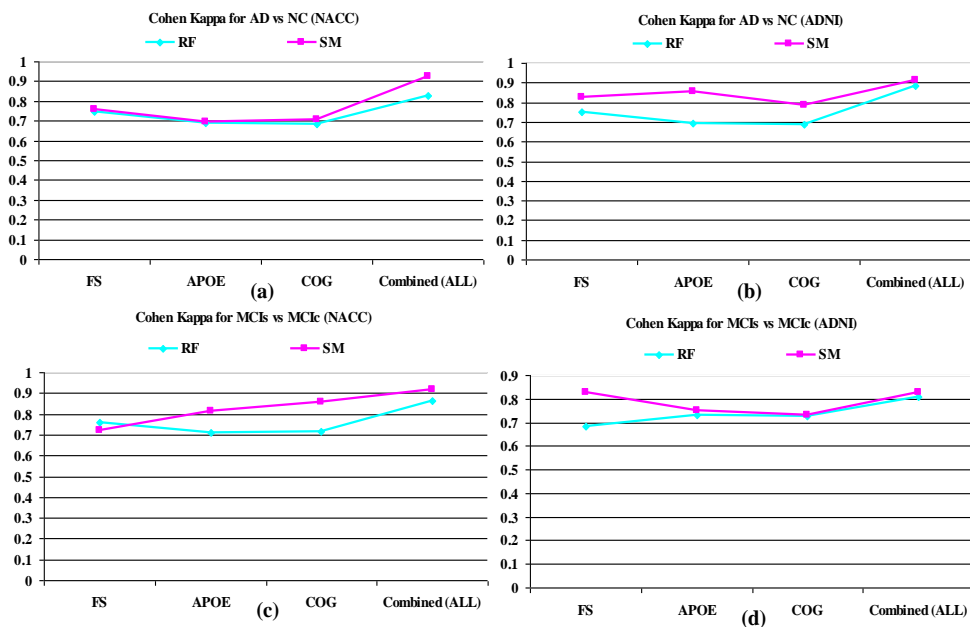 Cohen Kappa for AD vs NC (NACC)
RF SM
1
0.9
0.8
0.7
0.6
0.5
0.4
0.3
0.2
0.1
0
FS APOE COG Combined (ALL)
(a)
Cohen Kappa for AD vs NC (ADNI)
RF SM
1
0.9
0.8
0.7
0.6
0.5
0.4
0.3
0.2
0.1
0
FS APOE COG Combined (ALL)
(b)
Cohen Kappa for MCIs vs MCIc (NACC)
RF SM
1
0.9
0.8
0.7
0.6
0.5
0.4
0.3
0.2
0.1
0
FS APOE COG Combined (ALL)
(c)
Cohen Kappa for MCIs vs MCIc (ADNI)
RF SM
0.9
0.8
0.7
0.6
0.5
0.4
0.3
0.2
0.1
0
FS APOE COG Combined (ALL)
(d)